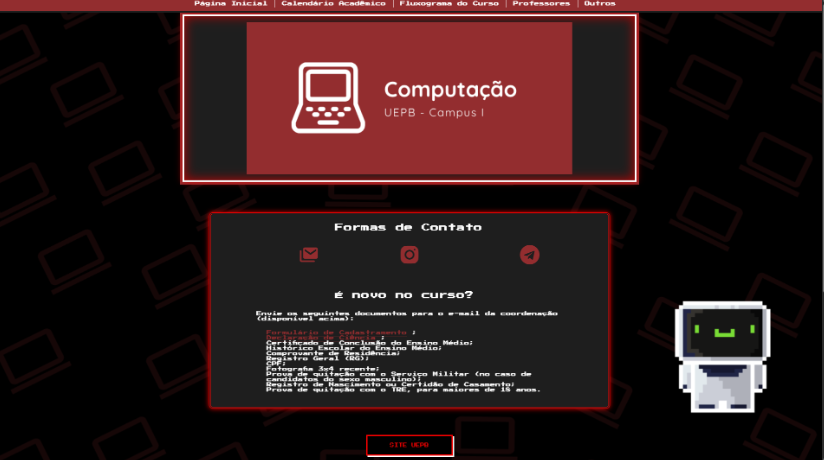 Página Inicial | Calendário Acadêmico | Fluxograma do Curso | Professores | Outros
Computação
UEPB - Campus I
Formas de Contato
É novo no curso?
Envie os seguintes documentos para o e-mail da coordenação
(disponível acima):
Formulário de Cadastramento ;
Declaração de Ciência ;
Certificado de Conclusão do Ensino Médio;
Histórico Escolar do Ensino Médio;
Comprovante de Residência;
Registro Geral (RG);
CPF;
Fotografia 3x4 recente;
Prova de quitação com o Serviço Militar (no caso de
candidatos do sexo masculino);
Registro de Nascimento ou Certidão de Casamento;
Prova de quitação com o TRE, para maiores de 18 anos.
SITE UEPB